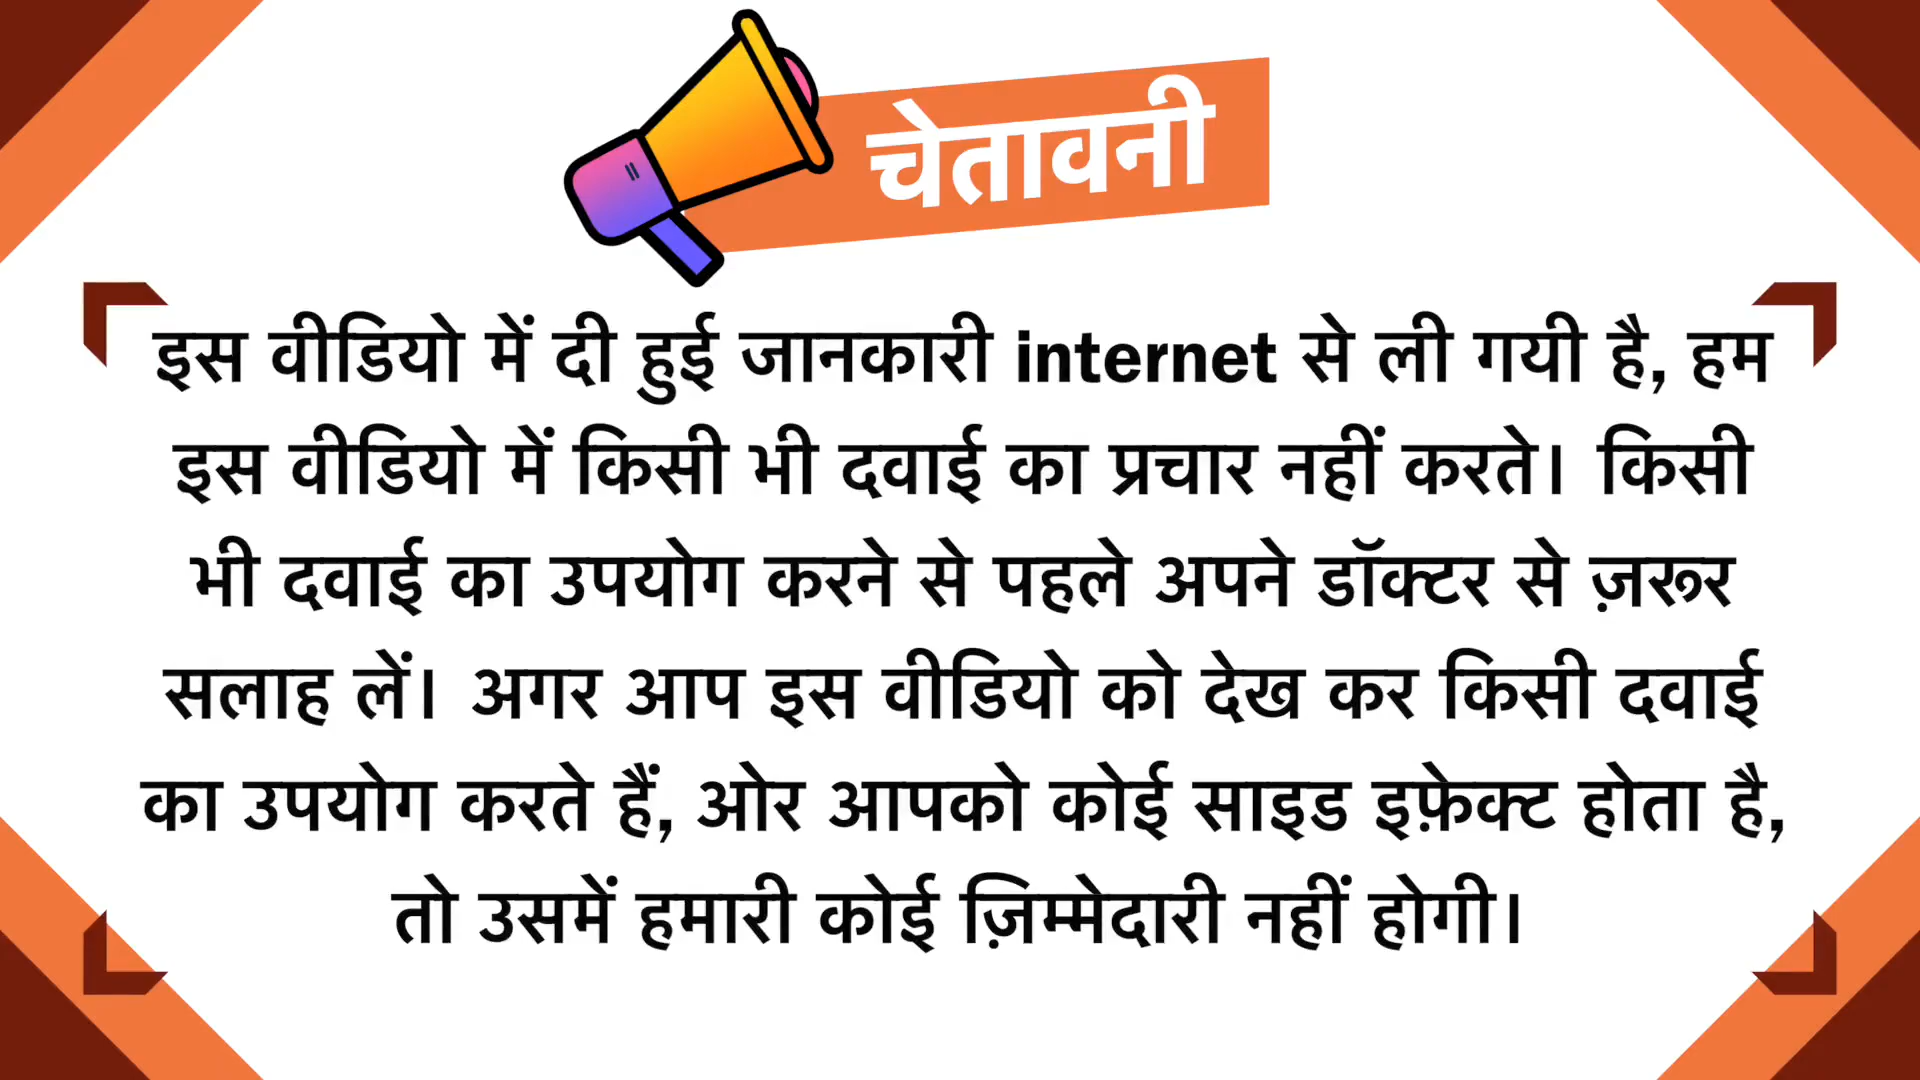 चेतावनी
इस वीडियो में दी हुई जानकारी internet से ली गयी है, हम
इस वीडियो में किसी भी दवाई का प्रचार नहीं करते। किसी
भी दवाई का उपयोग करने से पहले अपने डॉक्टर से ज़रूर
सलाह लें। अगर आप इस वीडियो को देख कर किसी दवाई
का उपयोग करते हैं, ओर आपको कोई साइड इफ़ेक्ट होता है,
तो उसमें हमारी कोई ज़िम्मेदारी नहीं होगी।